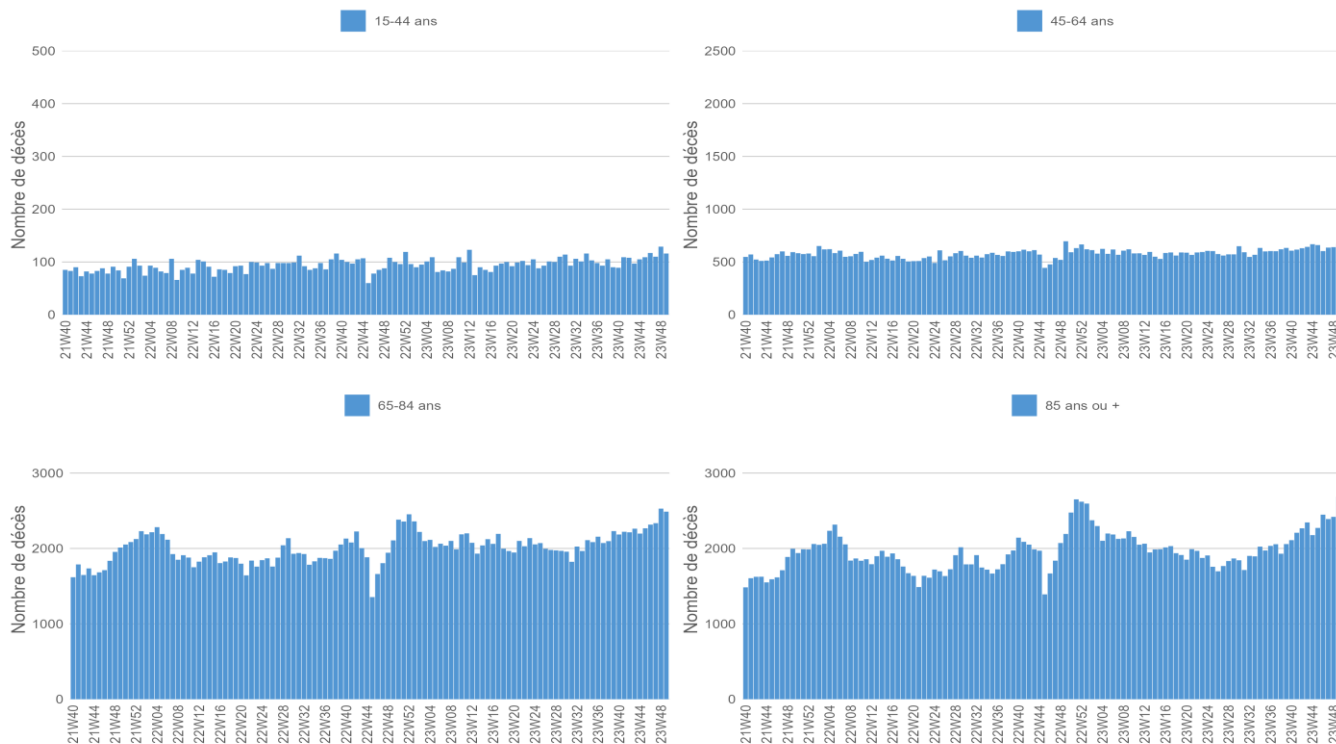 15-44 ans
Nombre de décès
500
400
300
200
100
0
21W40 21W44 21W48 21W52 22W04 22W08 22W12 22W16 22W20 22W24 22W28 22W32 22W36 22W40 22W44 22W48 22W52 23W04 23W08 23W12 23W16 23W20 23W24 23W28 23W32 23W36 23W40 23W44 23W48
45-64 ans
Nombre de décès
2500
2000
1500
1000
500
0
21W40 21W44 21W48 21W52 22W04 22W08 22W12 22W16 22W20 22W24 22W28 22W32 22W36 22W40 22W44 22W48 22W52 23W04 23W08 23W12 23W16 23W20 23W24 23W28 23W32 23W36 23W40 23W44 23W48
65-84 ans
Nombre de décès
3000
2000
1000
0
21W40 21W44 21W48 21W52 22W04 22W08 22W12 22W16 22W20 22W24 22W28 22W32 22W36 22W40 22W44 22W48 22W52 23W04 23W08 23W12 23W16 23W20 23W24 23W28 23W32 23W36 23W40 23W44 23W48
85 ans ou +
Nombre de décès
3000
2000
1000
0
21W40 21W44 21W48 21W52 22W04 22W08 22W12 22W16 22W20 22W24 22W28 22W32 22W36 22W40 22W44 22W48 22W52 23W04 23W08 23W12 23W16 23W20 23W24 23W28 23W32 23W36 23W40 23W44 23W48